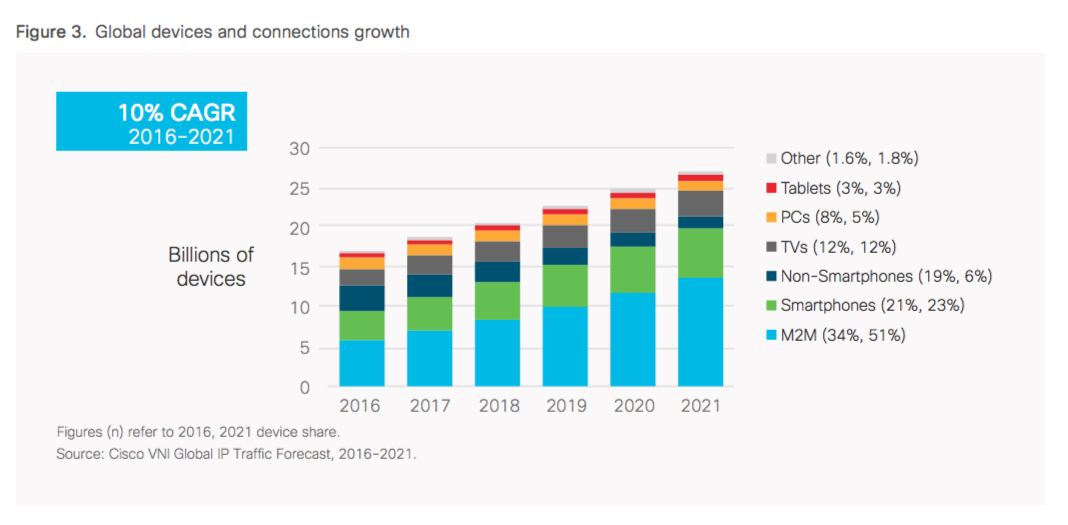 Figure 3. Global devices and connections growth
10% CAGR
2016–2021
Billions of
devices
30
25
20
15
10
5
0
2016 2017 2018 2019 2020 2021
Other (1.6%, 1.8%)
Tablets (3%, 3%)
PCs (8%, 5%)
TVs (12%, 12%)
Non-Smartphones (19%, 6%)
Smartphones (21%, 23%)
M2M (34%, 51%)
Figures (n) refer to 2016, 2021 device share.
Source: Cisco VNI Global IP Traffic Forecast, 2016–2021.